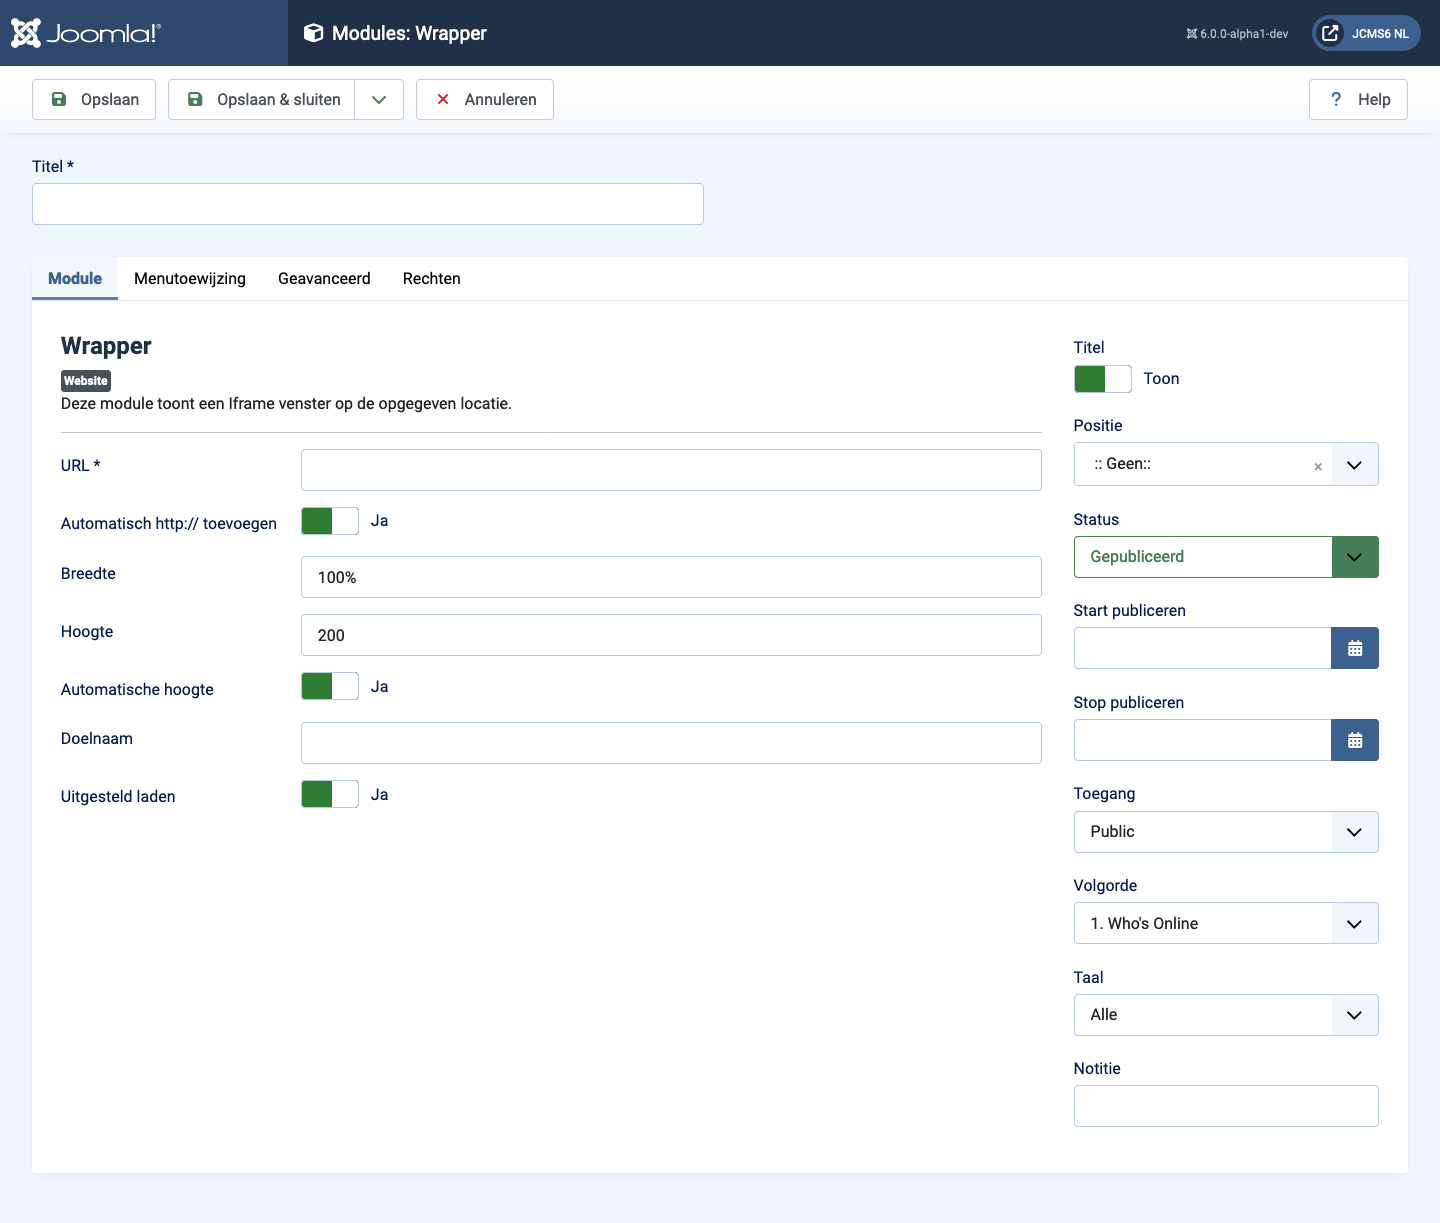 Joomla!®
Modules: Wrapper
6.0.0-alpha1-dev
JCMS6 NL
Opslaan
Opslaan & sluiten
Annuleren
? Help
Titel *
Module
Menutoewijzing
Geavanceerd
Rechten
Wrapper
Website
Deze module toont een Iframe venster op de opgegeven locatie.
URL *
Automatisch http:// toevoegen
Ja
Breedte
100%
Hoogte
200
Automatische hoogte
Ja
Doelnaam
Uitgesteld laden
Ja
Titel
Toon
Positie
:: Geen::
×
Status
Gepubliceerd
Start publiceren
Stop publiceren
Toegang
Public
Volgorde
1. Who's Online
Taal
Alle
Notitie